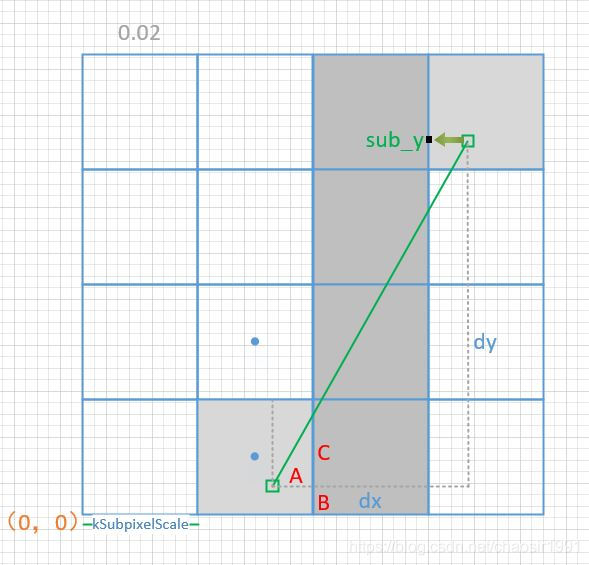 0.02
sub_y
dy
C
A
B
dx
(0, 0)
kSubpixelScale
https://blog.csdn.net/chaosir1991